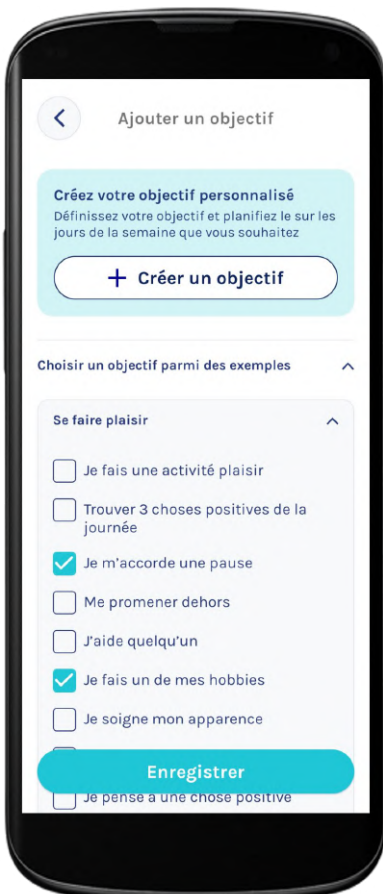 Ajouter un objectif
Créez votre objectif personnalisé
Définissez votre objectif et planifiez le sur les
jours de la semaine que vous souhaitez
+ Créer un objectif
Choisir un objectif parmi des exemples
Se faire plaisir
Je fais une activité plaisir
Trouver 3 choses positives de la
journée
Je m'accorde une pause
Me promener dehors
J'aide quelqu'un
Je fais un de mes hobbies
Je soigne mon apparence
Enregistrer
Je pense à une chose positive